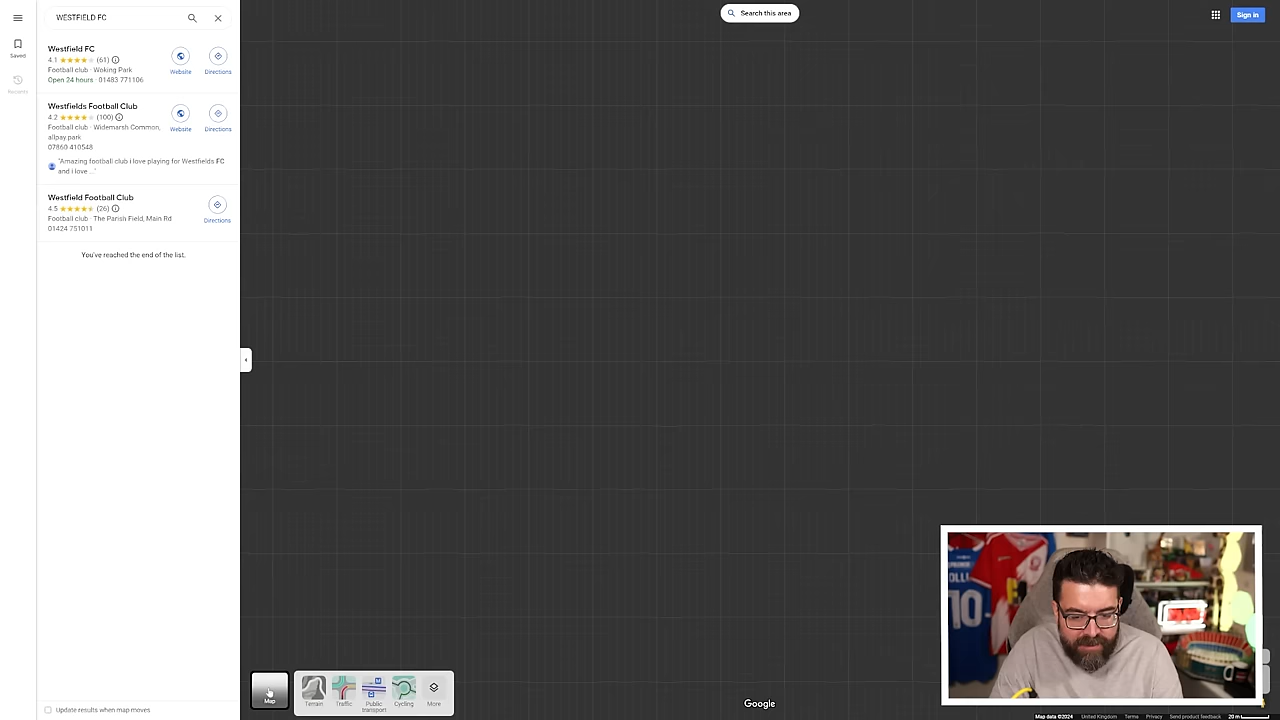 WESTFIELD FC
Search this area
Sign in
Saved
Recents
Westfield FC
4.1 (61)
Football club · Woking Park
Open 24 hours · 01483 771106
Website
Directions
Westfields Football Club
4.2 (100)
Football club · Widemarsh Common,
allpay park
07860 410548
Website
Directions
"Amazing football club i love playing for Westfields FC
and i love ..."
Westfield Football Club
4.5 (26)
Football club · The Parish Field, Main Rd
01424 751011
Directions
You've reached the end of the list.
10
Map
Terrain
Traffic
Public
transport
Cycling
More
Google
Update results when map moves
Map data ©2024 United Kingdom Terms Privacy Send product feedback 20 m